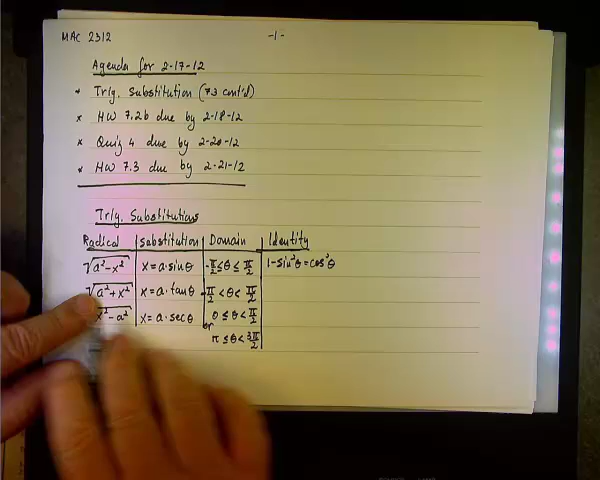 MAC 2312
-1-
Agenda for 2-17-12
* Trig. Substitution (7.3 cont'd)
* HW 7.2b due by 2-18-12
* Quiz 4 due by 2-20-12
* HW 7.3 due by 2-21-12
Trig. Substitutions
Radical | substitution | Domain | Identity
√a²-x² | x = a·sinθ | -π/2 ≤ θ ≤ π/2 | 1-sin²θ = cos²θ
√a²+x² | x = a·tanθ | -π/2 < θ < π/2
x²-a² | x = a·secθ | 0 ≤ θ < π/2
or π ≤ θ < 3π/2